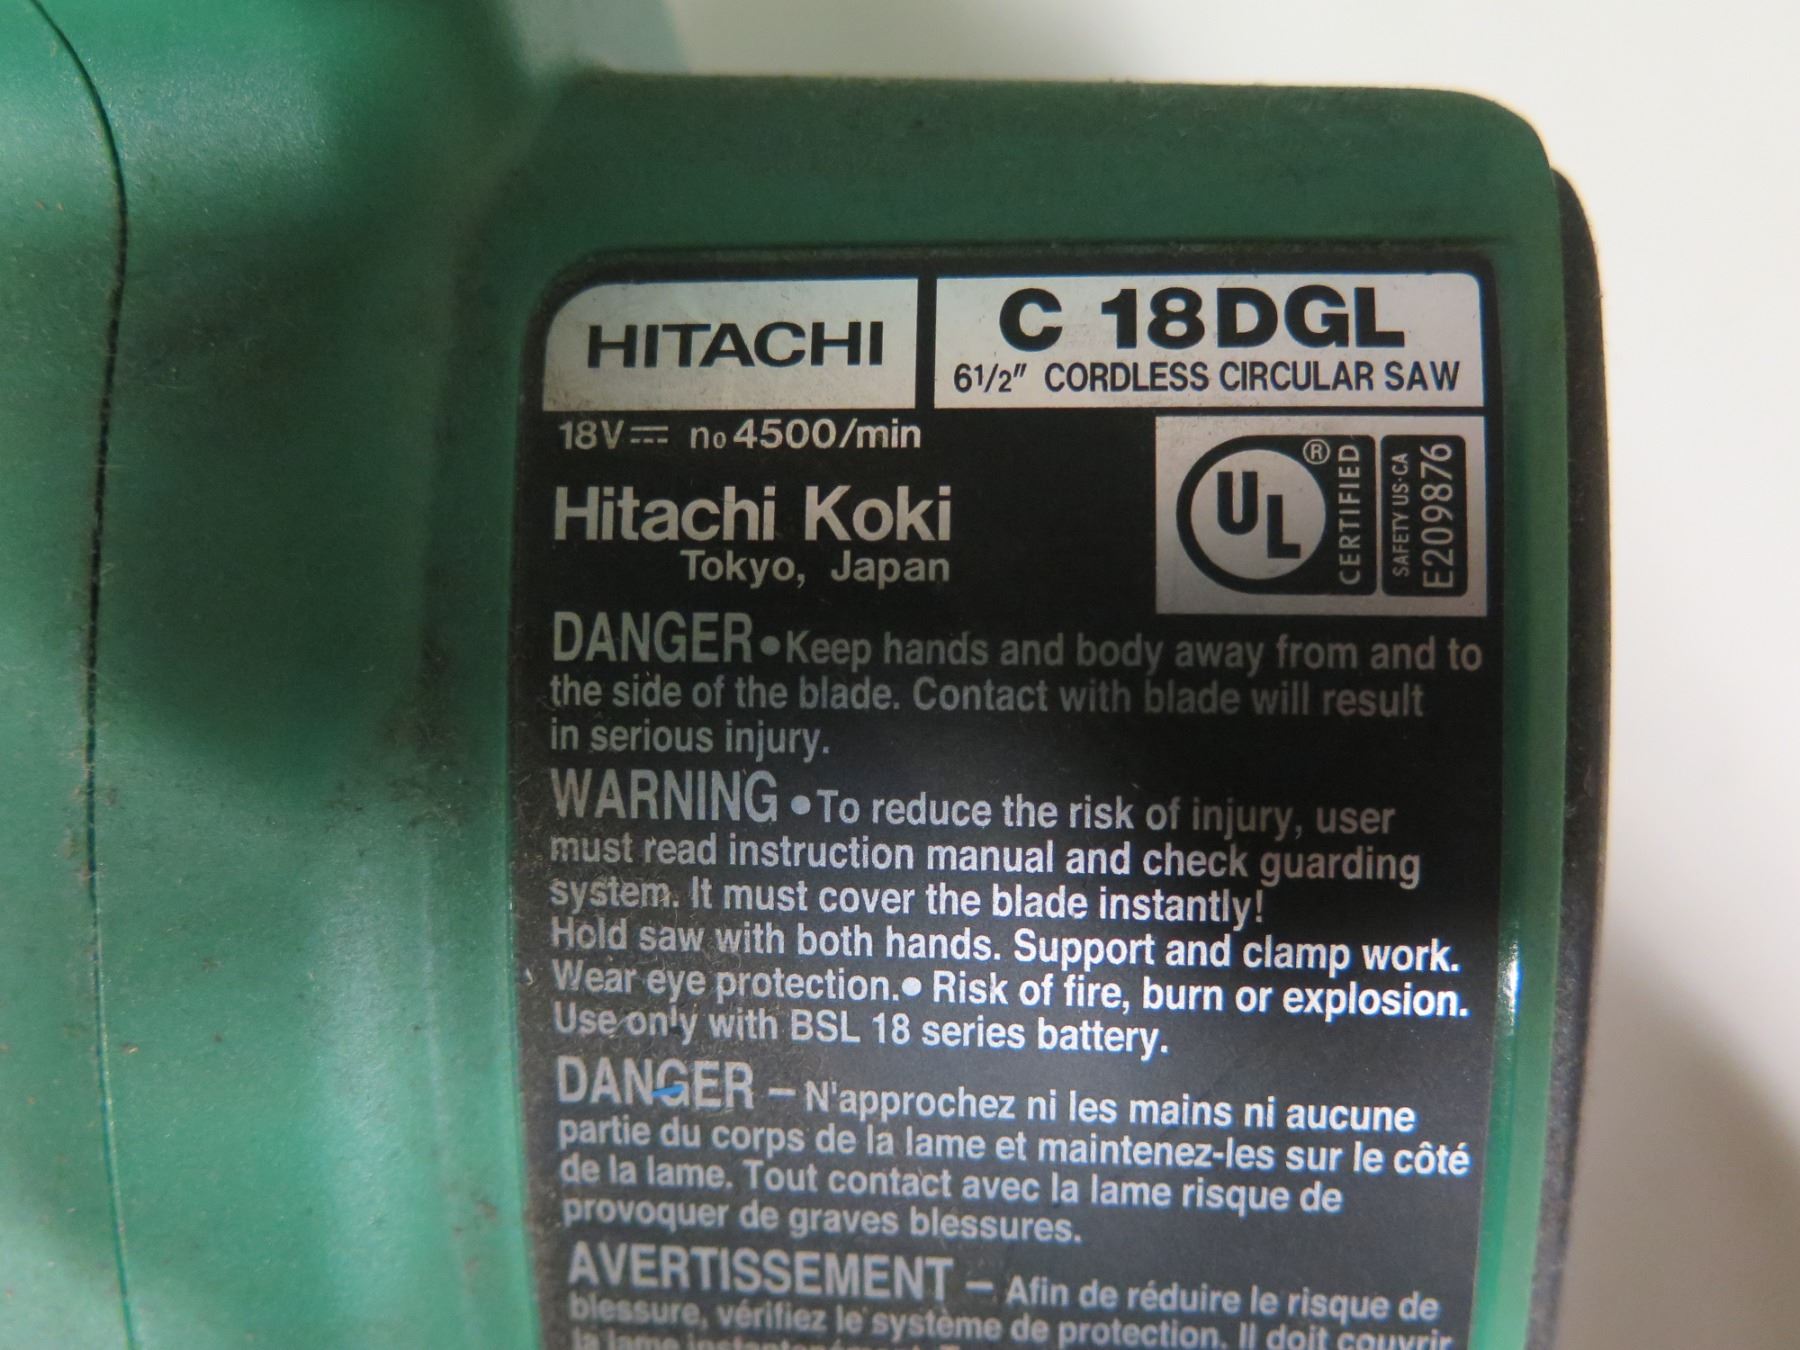 HITACHI
C 18DGL
6 1/2" CORDLESS CIRCULAR SAW
18V⎓ no 4500/min
Hitachi Koki
Tokyo, Japan
UL ® CERTIFIED
SAFETY US·CA
E209876
DANGER •Keep hands and body away from and to
the side of the blade. Contact with blade will result
in serious injury.
WARNING •To reduce the risk of injury, user
must read instruction manual and check guarding
system. It must cover the blade instantly!
Hold saw with both hands. Support and clamp work.
Wear eye protection.• Risk of fire, burn or explosion.
Use only with BSL 18 series battery.
DANGER – N'approchez ni les mains ni aucune
partie du corps de la lame et maintenez-les sur le côté
de la lame. Tout contact avec la lame risque de
provoquer de graves blessures.
AVERTISSEMENT – Afin de réduire le risque de
blessure, vérifiez le système de protection. Il doit couvrir
la lame